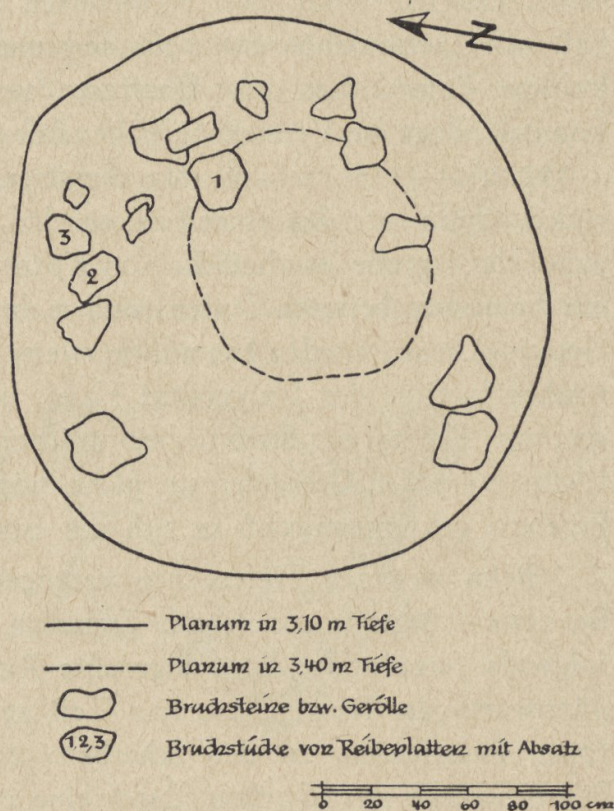 Z
1
3
2
Planum in 3,10 m Tiefe
Planum in 3,40 m Tiefe
Bruchsteine bzw. Gerölle
1,2,3 Bruchstücke von Reibeplatten mit Absatz
0 20 40 60 80 100 cm